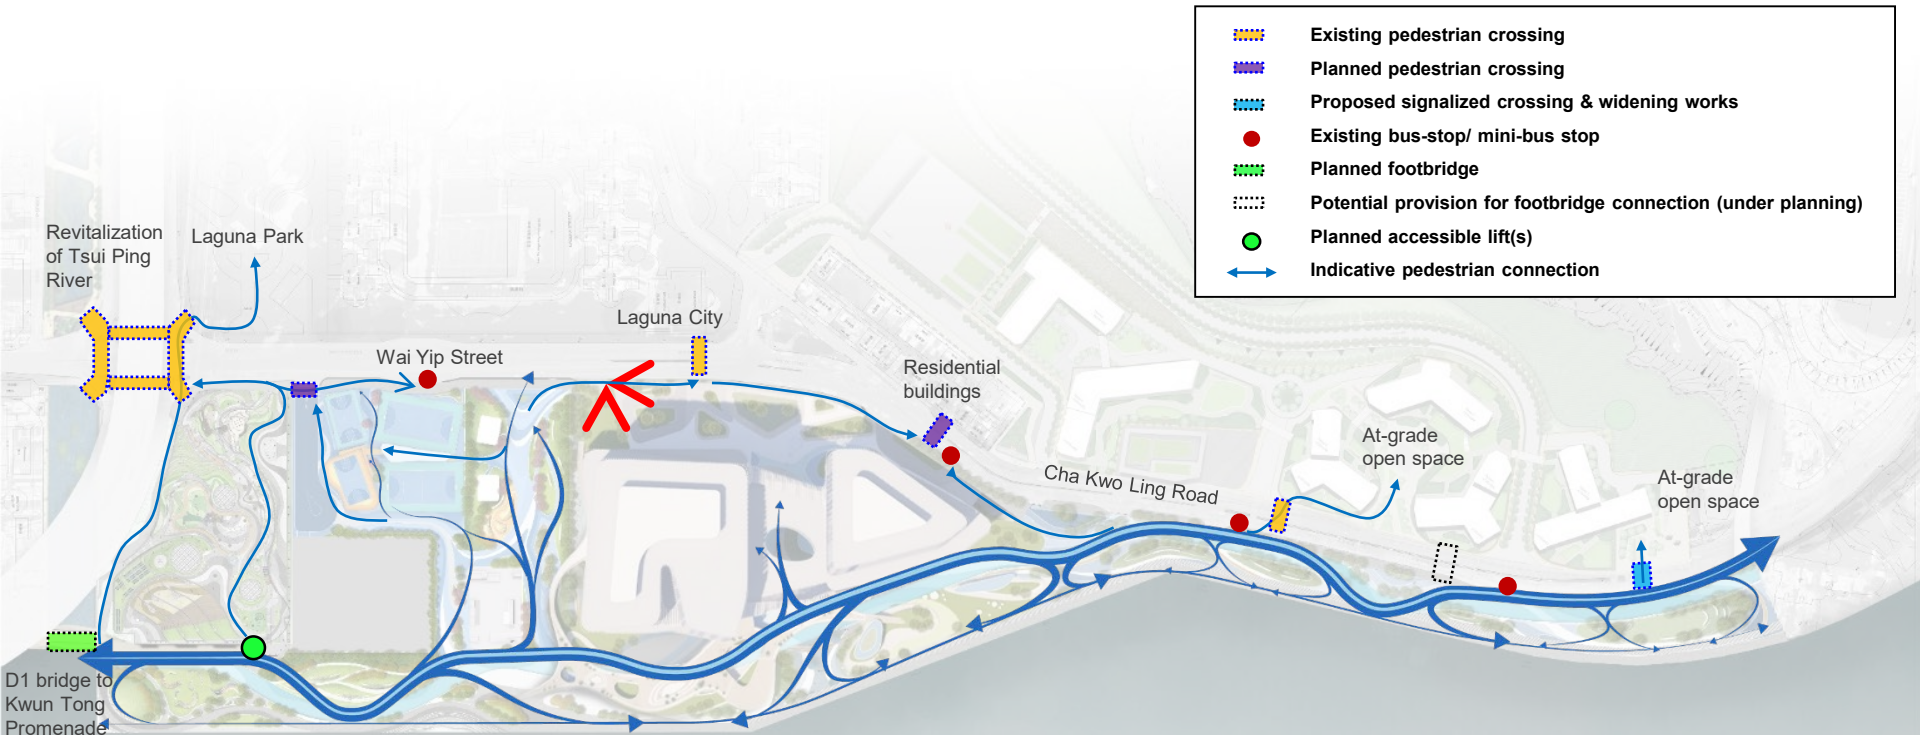 Existing pedestrian crossing
Planned pedestrian crossing
Proposed signalized crossing & widening works
Existing bus-stop/ mini-bus stop
Planned footbridge
Potential provision for footbridge connection (under planning)
Planned accessible lift(s)
Indicative pedestrian connection
Revitalization
of Tsui Ping
River
Laguna Park
Laguna City
Wai Yip Street
Residential
buildings
Cha Kwo Ling Road
At-grade
open space
At-grade
open space
D1 bridge to
Kwun Tong
Promenade